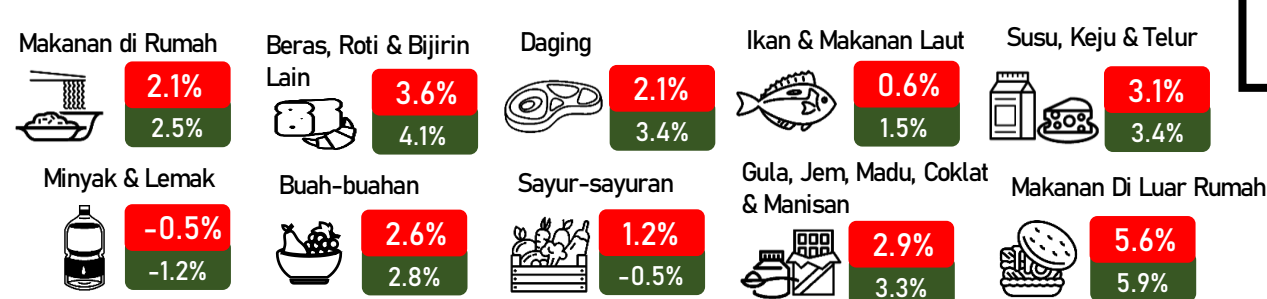 Makanan di Rumah
2.1%
2.5%
Beras, Roti & Bijirin
Lain
3.6%
4.1%
Daging
2.1%
3.4%
Ikan & Makanan Laut
0.6%
1.5%
Susu, Keju & Telur
3.1%
3.4%
Minyak & Lemak
-0.5%
-1.2%
Buah-buahan
2.6%
2.8%
Sayur-sayuran
1.2%
-0.5%
Gula, Jem, Madu, Coklat
& Manisan
2.9%
3.3%
Makanan Di Luar Rumah
5.6%
5.9%